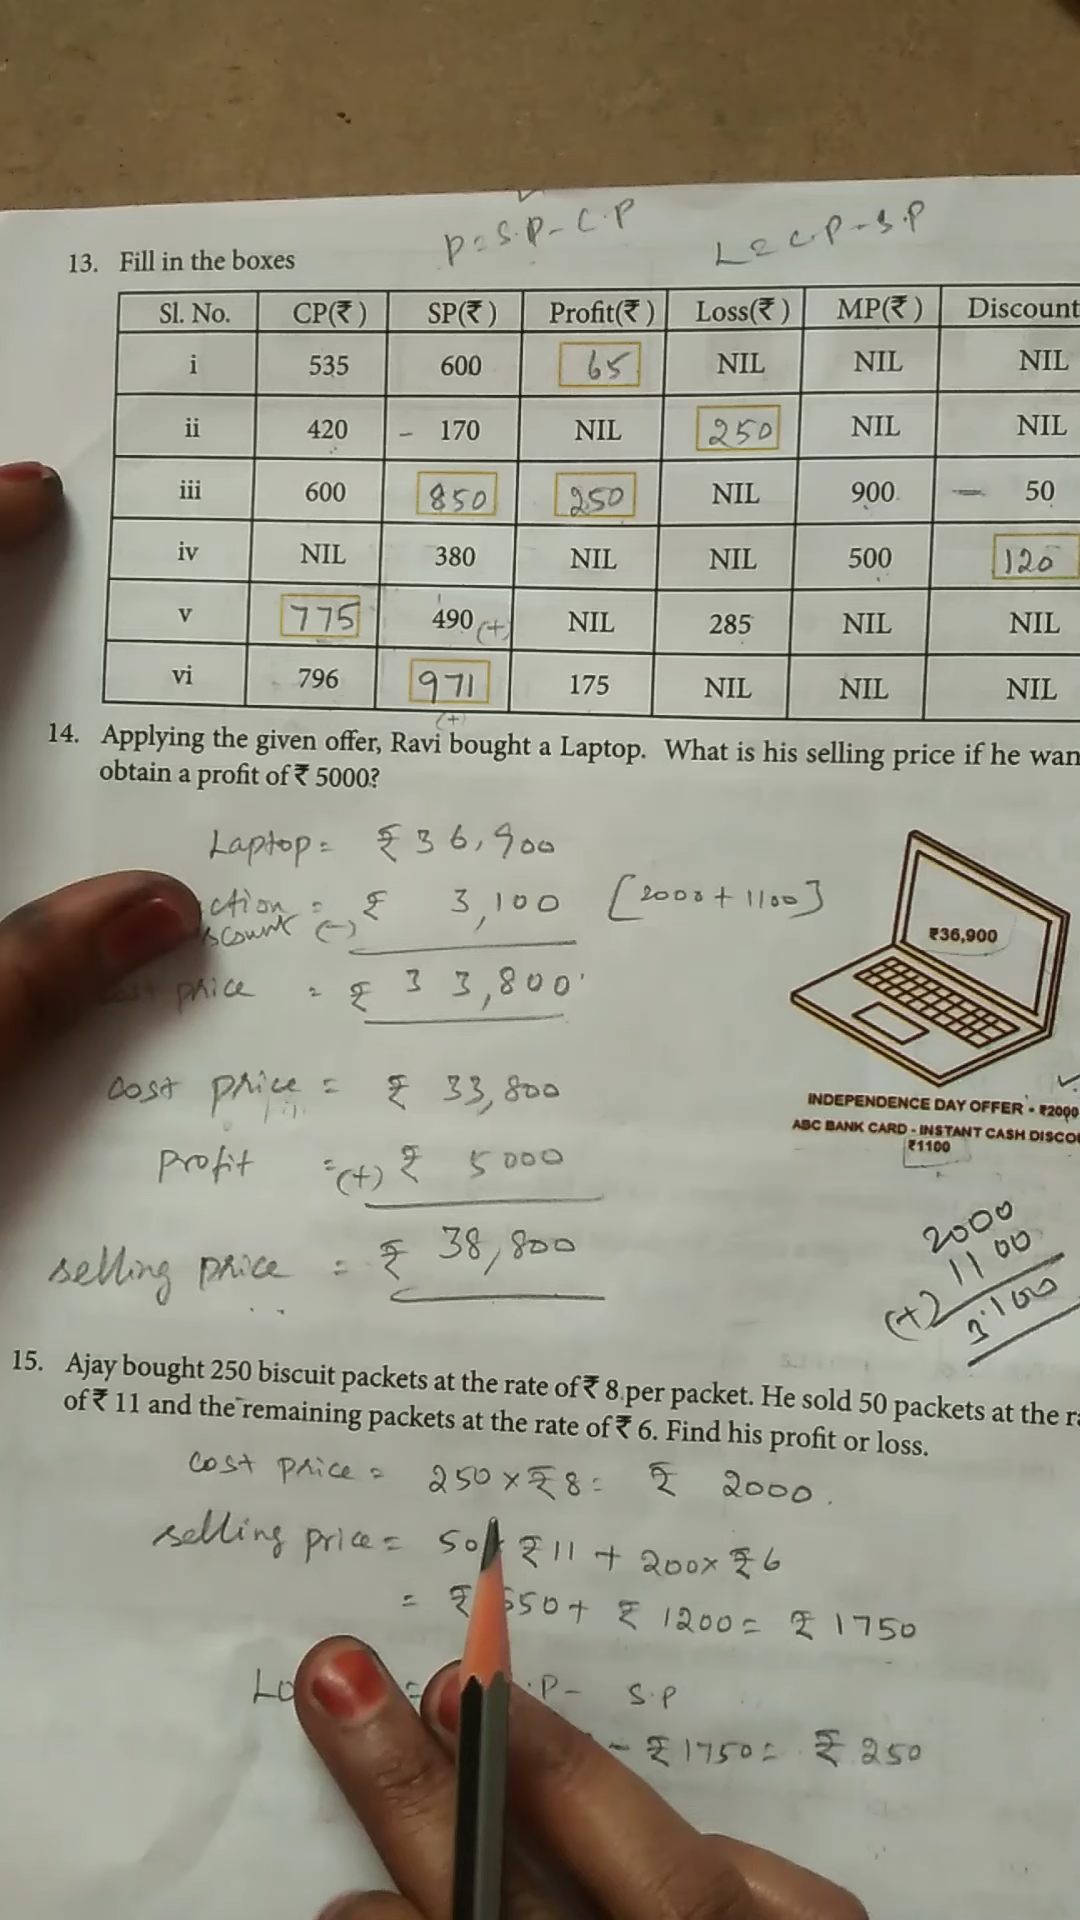 P = S.P - C.P
L = C.P - S.P
13. Fill in the boxes
Sl. No. CP(₹) SP(₹) Profit(₹) Loss(₹) MP(₹) Discount
i 535 600 65 NIL NIL NIL
ii 420 - 170 NIL 250 NIL NIL
iii 600 850 250 NIL 900 - 50
iv NIL 380 NIL NIL 500 120
v 775 490 (+) NIL 285 NIL NIL
vi 796 971 175 NIL NIL NIL
(+)
14. Applying the given offer, Ravi bought a Laptop. What is his selling price if he wan
obtain a profit of ₹ 5000?
Laptop = ₹ 36,900
ction = ₹ 3,100 [2000 + 1100]
scount (-)
price = ₹ 33,800
₹36,900
cost price = ₹ 33,800
INDEPENDENCE DAY OFFER - ₹2000
ABC BANK CARD - INSTANT CASH DISCO
₹1100
profit = (+) ₹ 5000
selling price = ₹ 38,800
2000
1100
(+)
3100
15. Ajay bought 250 biscuit packets at the rate of ₹ 8 per packet. He sold 50 packets at the ra
of ₹ 11 and the remaining packets at the rate of ₹ 6. Find his profit or loss.
cost price = 250 × ₹ 8 = ₹ 2000.
selling price = 50 ₹ 11 + 200 × ₹ 6
= ₹ 550 + ₹ 1200 = ₹ 1750
Lo = .P - S.P
- ₹ 1750 = ₹ 250